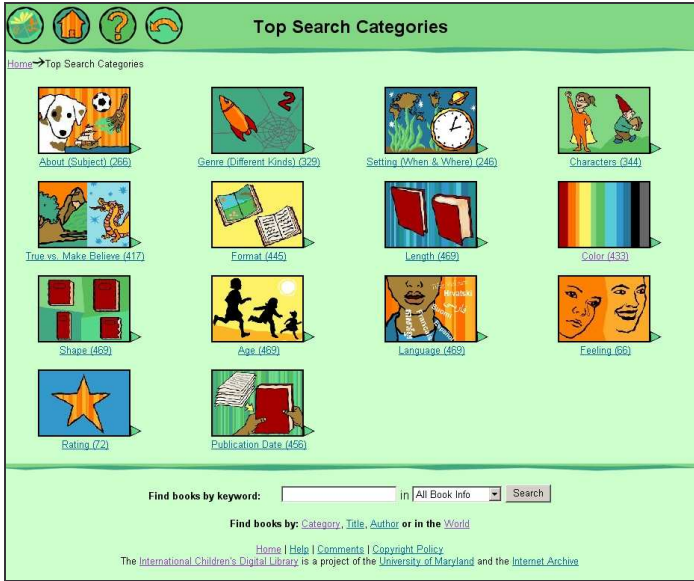 Top Search Categories
Home→Top Search Categories
About (Subject) (266)
Genre (Different Kinds) (329)
Setting (When & Where) (246)
Characters (344)
True vs. Make Believe (417)
Format (445)
Length (469)
Color (433)
Shape (469)
Age (469)
Hrvatski
Language (469)
Feeling (66)
Rating (72)
Publication Date (456)
Find books by keyword: in All Book Info Search
Find books by: Category, Title, Author or in the World
Home | Help | Comments | Copyright Policy
The International Children's Digital Library is a project of the University of Maryland and the Internet Archive